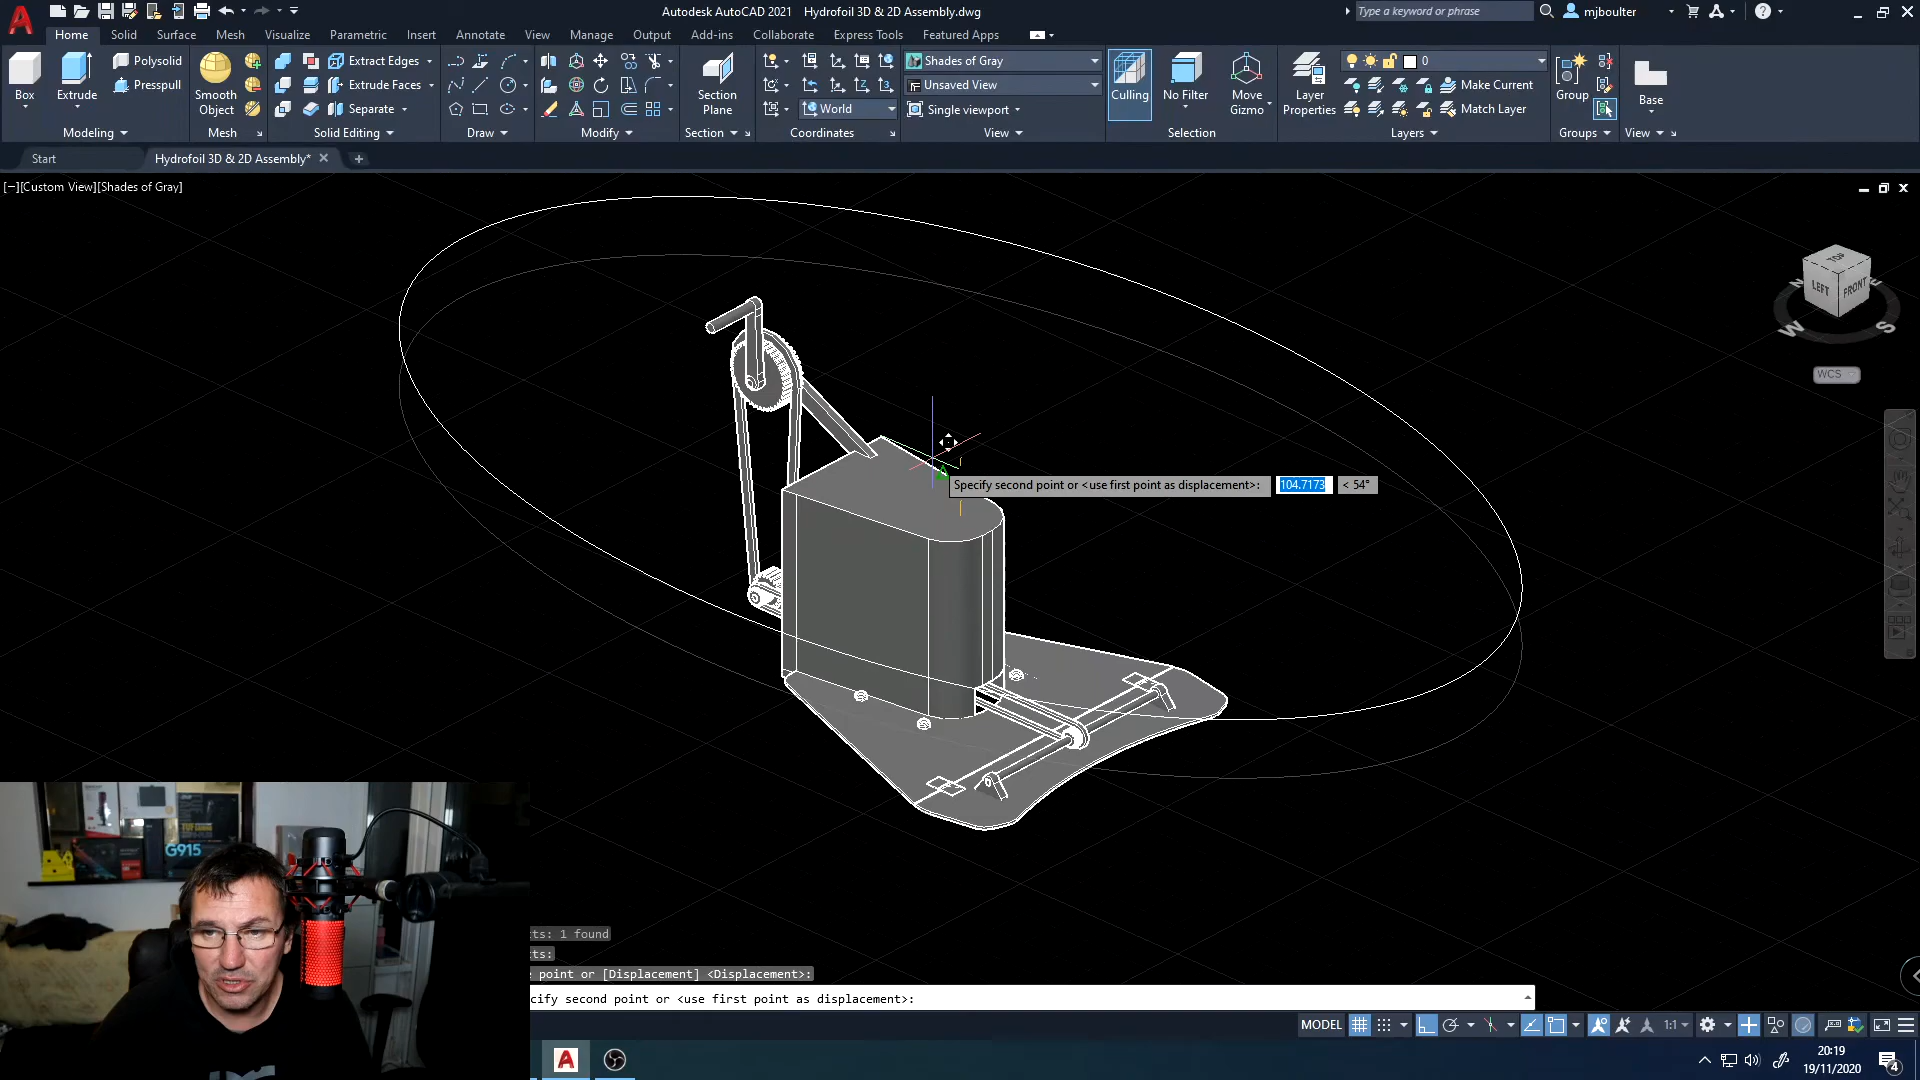 Autodesk AutoCAD 2021 Hydrofoil 3D & 2D Assembly.dwg
Type a keyword or phrase
mjboulter
Home Solid Surface Mesh Visualize Parametric Insert Annotate View Manage Output Add-ins Collaborate Express Tools Featured Apps
Box
Extrude
Polysolid
Presspull
Modeling
Smooth Object
Mesh
Extract Edges
Extrude Faces
Separate
Solid Editing
Draw
Modify
Section Plane
Section
World
Coordinates
Shades of Gray
Unsaved View
Single viewport
View
Culling
No Filter
Move Gizmo
Selection
Layer Properties
0
Make Current
Match Layer
Layers
Group
Groups
Base
View
Start
Hydrofoil 3D & 2D Assembly*
[−][Custom View][Shades of Gray]
TOP
LEFT
FRONT
N
W
S
WCS
Specify second point or <use first point as displacement>: 104.7173 < 54°
G915
cts: 1 found
cts:
e point or [Displacement] <Displacement>:
cify second point or <use first point as displacement>:
MODEL
1:1
20:19
19/11/2020
4